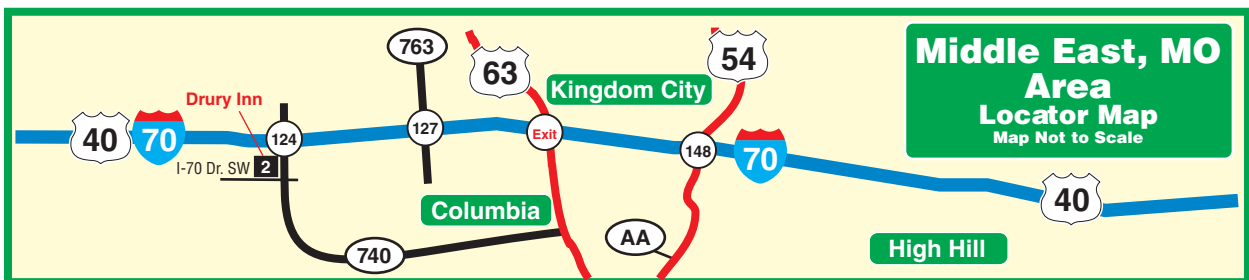 Middle East, MO
Area
Locator Map
Map Not to Scale
763
63
54
Kingdom City
Drury Inn
40
70
124
127
Exit
148
70
I-70 Dr. SW
2
40
Columbia
AA
740
High Hill